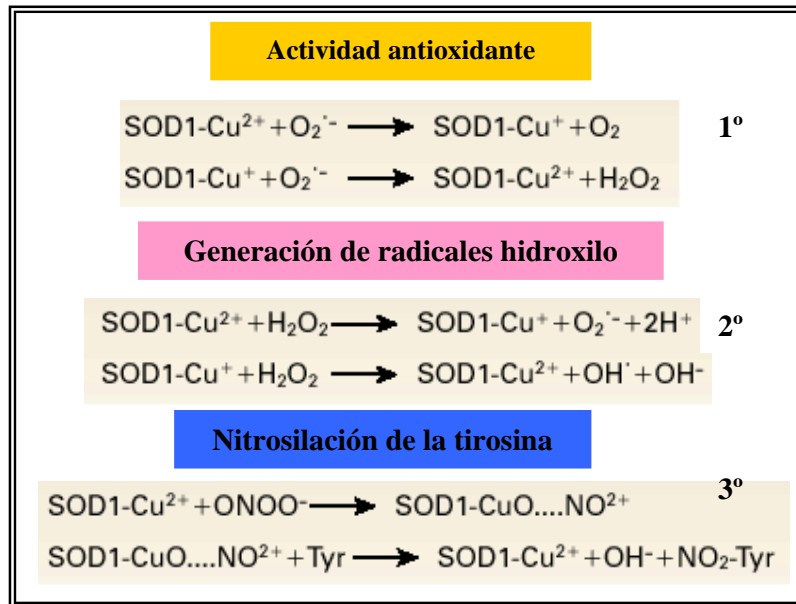 Actividad antioxidante
SOD1-Cu²⁺+O₂˙⁻ → SOD1-Cu⁺+O₂ 1º
SOD1-Cu⁺+O₂˙⁻ → SOD1-Cu²⁺+H₂O₂
Generación de radicales hidroxilo
SOD1-Cu²⁺+H₂O₂ → SOD1-Cu⁺+O₂˙⁻+2H⁺ 2º
SOD1-Cu⁺+H₂O₂ → SOD1-Cu²⁺+OH˙+OH⁻
Nitrosilación de la tirosina
3º
SOD1-Cu²⁺+ONOO⁻ → SOD1-CuO....NO²⁺
SOD1-CuO....NO²⁺+Tyr → SOD1-Cu²⁺+OH⁻+NO₂-Tyr